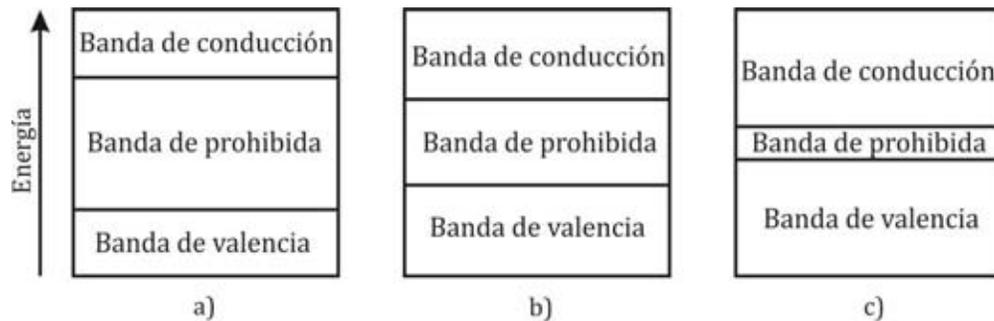 Energía
Banda de conducción
Banda de prohibida
Banda de valencia
a)
Banda de conducción
Banda de prohibida
Banda de valencia
b)
Banda de conducción
Banda de prohibida
Banda de valencia
c)